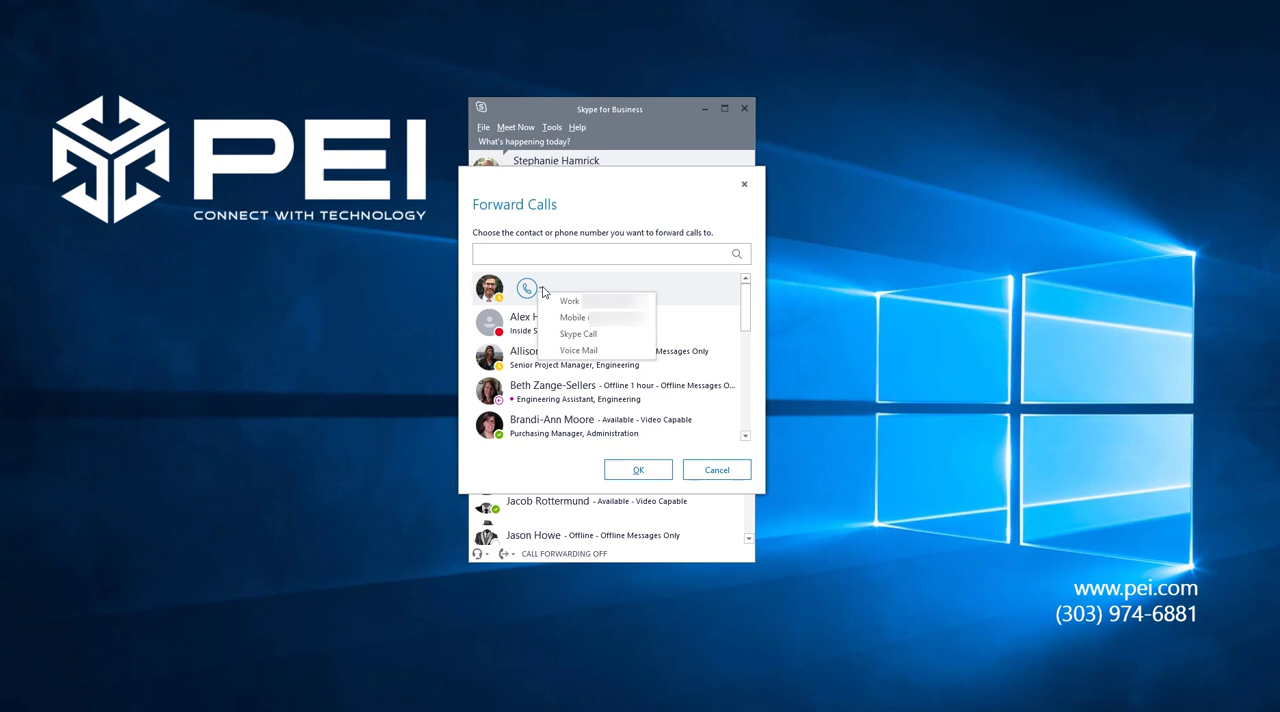 PEI
CONNECT WITH TECHNOLOGY
Skype for Business
File Meet Now Tools Help
What's happening today?
Stephanie Hamrick
Forward Calls
Choose the contact or phone number you want to forward calls to.
Work
Mobile
Skype Call
Voice Mail
Alex H
Inside S
Allison Messages Only
Senior Project Manager, Engineering
Beth Zange-Sellers - Offline 1 hour - Offline Messages O...
Engineering Assistant, Engineering
Brandi-Ann Moore - Available - Video Capable
Purchasing Manager, Administration
OK Cancel
Jacob Rottermund - Available - Video Capable
Jason Howe - Offline - Offline Messages Only
CALL FORWARDING OFF
www.pei.com
(303) 974-6881